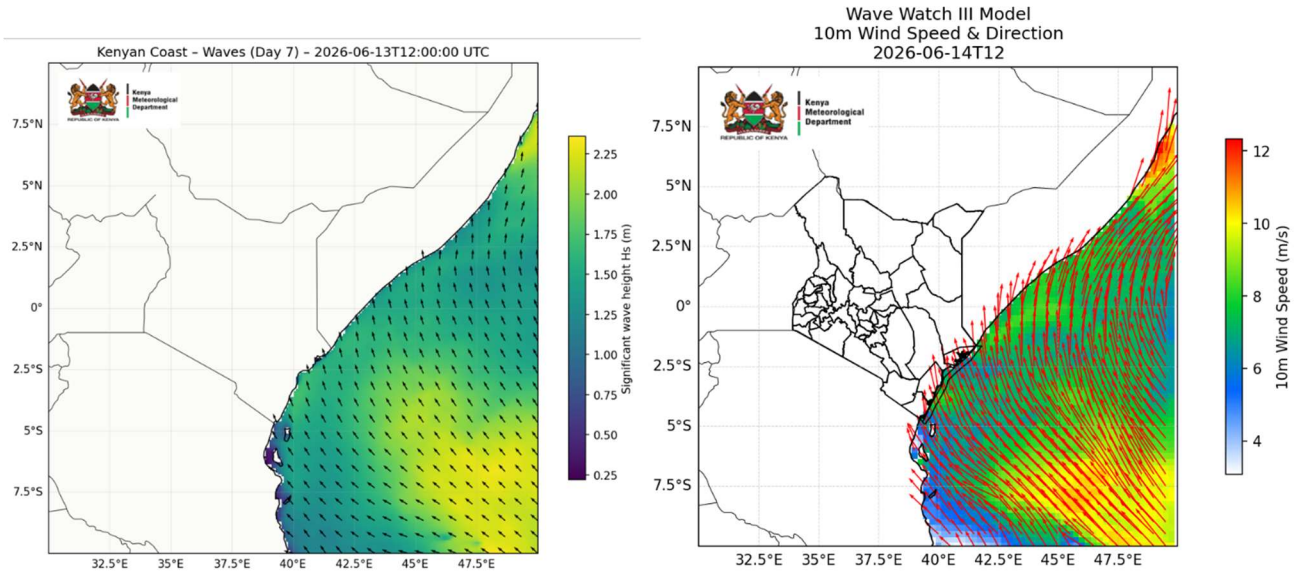 Kenyan Coast – Waves (Day 7) – 2026-06-13T12:00:00 UTC
Kenya
Meteorological
Department
REPUBLIC OF KENYA
7.5°N
5°N
2.5°N
0°
2.5°S
5°S
7.5°S
32.5°E 35°E 37.5°E 40°E 42.5°E 45°E 47.5°E
2.25
2.00
1.75
1.50
1.25
1.00
0.75
0.50
0.25
Significant wave height Hs (m)
Wave Watch III Model
10m Wind Speed & Direction
2026-06-14T12
Kenya
Meteorological
Department
REPUBLIC OF KENYA
7.5°N
5°N
2.5°N
0°
2.5°S
5°S
7.5°S
32.5°E 35°E 37.5°E 40°E 42.5°E 45°E 47.5°E
12
10
8
6
4
10m Wind Speed (m/s)